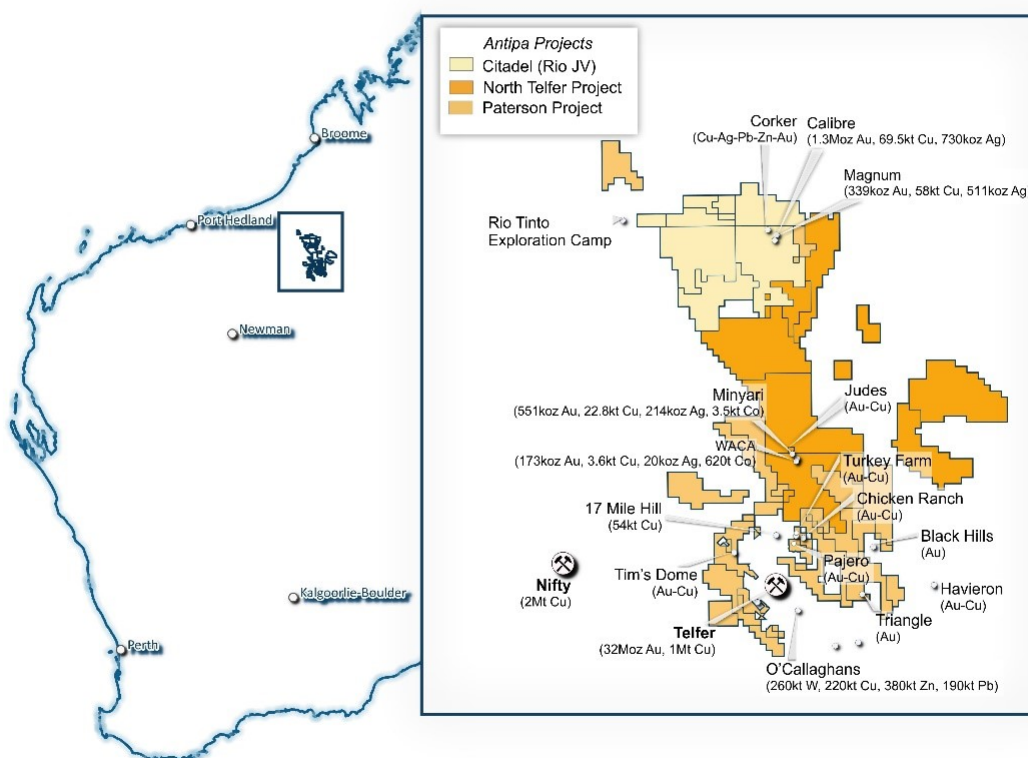 Broome
Port Hedland
Newman
Kalgoorlie-Boulder
Perth
Antipa Projects
Citadel (Rio JV)
North Telfer Project
Paterson Project
Corker
(Cu-Ag-Pb-Zn-Au)
Calibre
(1.3Moz Au, 69.5kt Cu, 730koz Ag)
Magnum
(339koz Au, 58kt Cu, 511koz Ag
Rio Tinto
Exploration Camp
Minyari
(551koz Au, 22.8kt Cu, 214koz Ag, 3.5kt Co)
Judes
(Au-Cu)
WACA
(173koz Au, 3.6kt Cu, 20koz Ag, 620t Co)
Turkey Farm
(Au-Cu)
Chicken Ranch
(Au-Cu)
17 Mile Hill
(54kt Cu)
Black Hills
(Au)
Pajero
(Au-Cu)
Nifty
(2Mt Cu)
Tim's Dome
(Au-Cu)
Havieron
(Au-Cu)
Triangle
(Au)
Telfer
(32Moz Au, 1Mt Cu)
O'Callaghans
(260kt W, 220kt Cu, 380kt Zn, 190kt Pb)